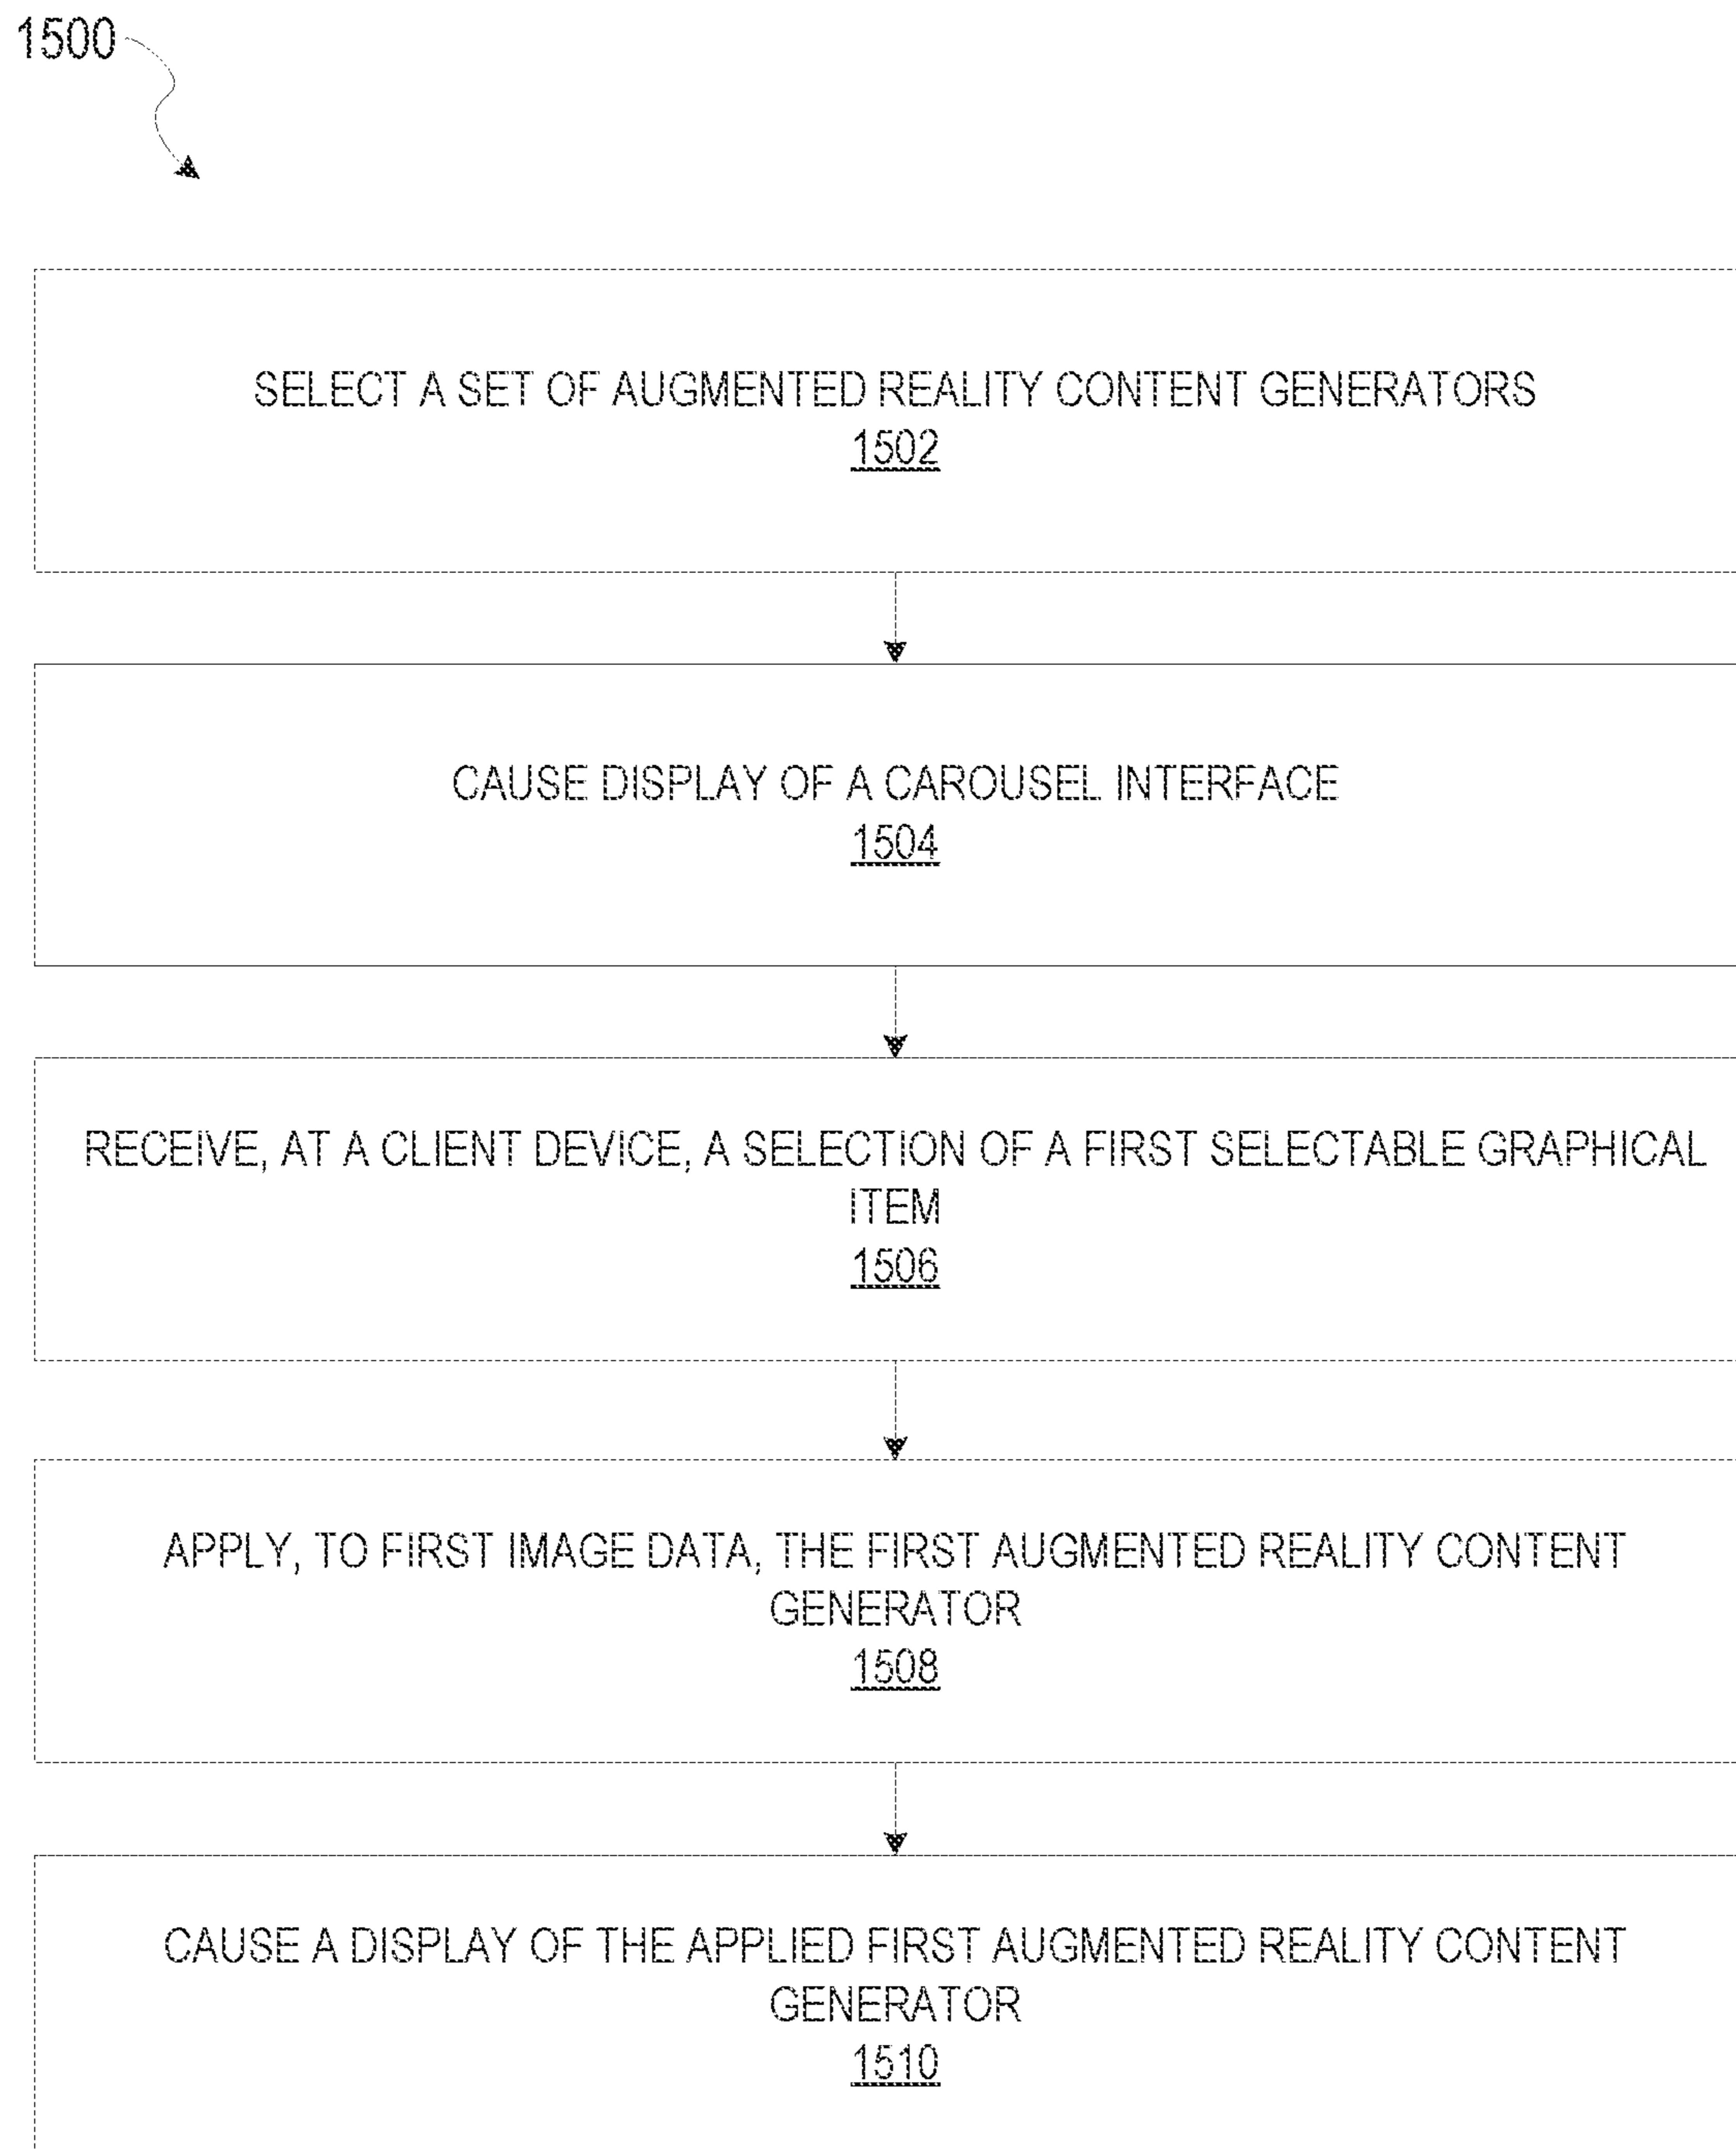 1500
SELECT A SET OF AUGMENTED REALITY CONTENT GENERATORS
1502
CAUSE DISPLAY OF A CAROUSEL INTERFACE
1504
RECEIVE, AT A CLIENT DEVICE, A SELECTION OF A FIRST SELECTABLE GRAPHICAL
ITEM
1506
APPLY, TO FIRST IMAGE DATA, THE FIRST AUGMENTED REALITY CONTENT
GENERATOR
1508
CAUSE A DISPLAY OF THE APPLIED FIRST AUGMENTED REALITY CONTENT
GENERATOR
1510